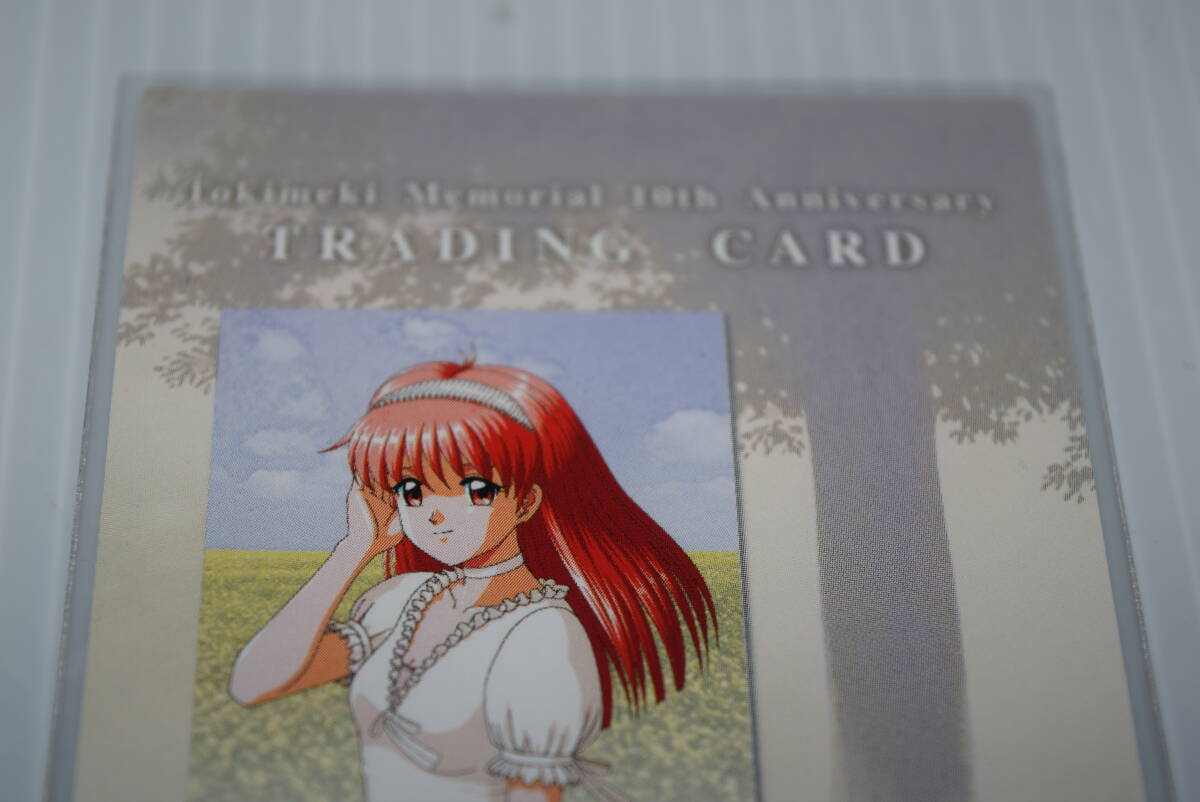 Tokimeki Memorial 10th Anniversary
TRADING CARD